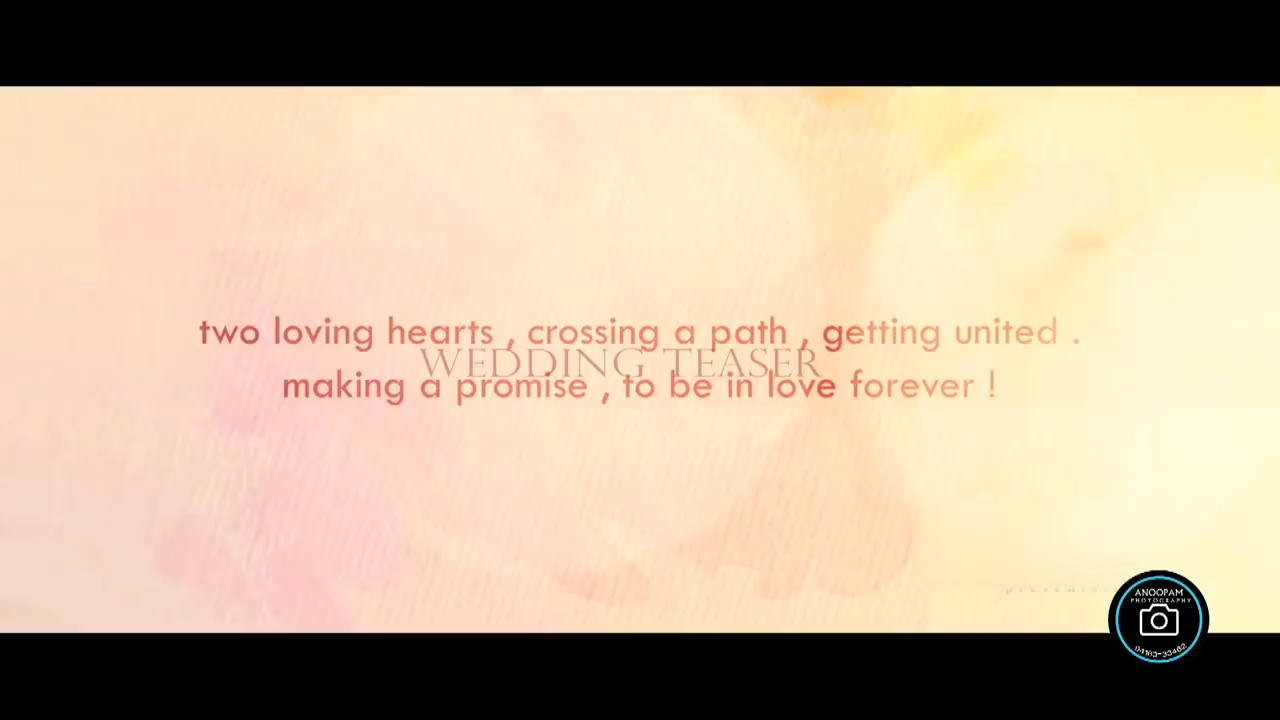 two loving hearts , crossing a path , getting united .
WEDDING TEASER
making a promise , to be in love forever !
ANOOPAM
PHOTOGRAPHY